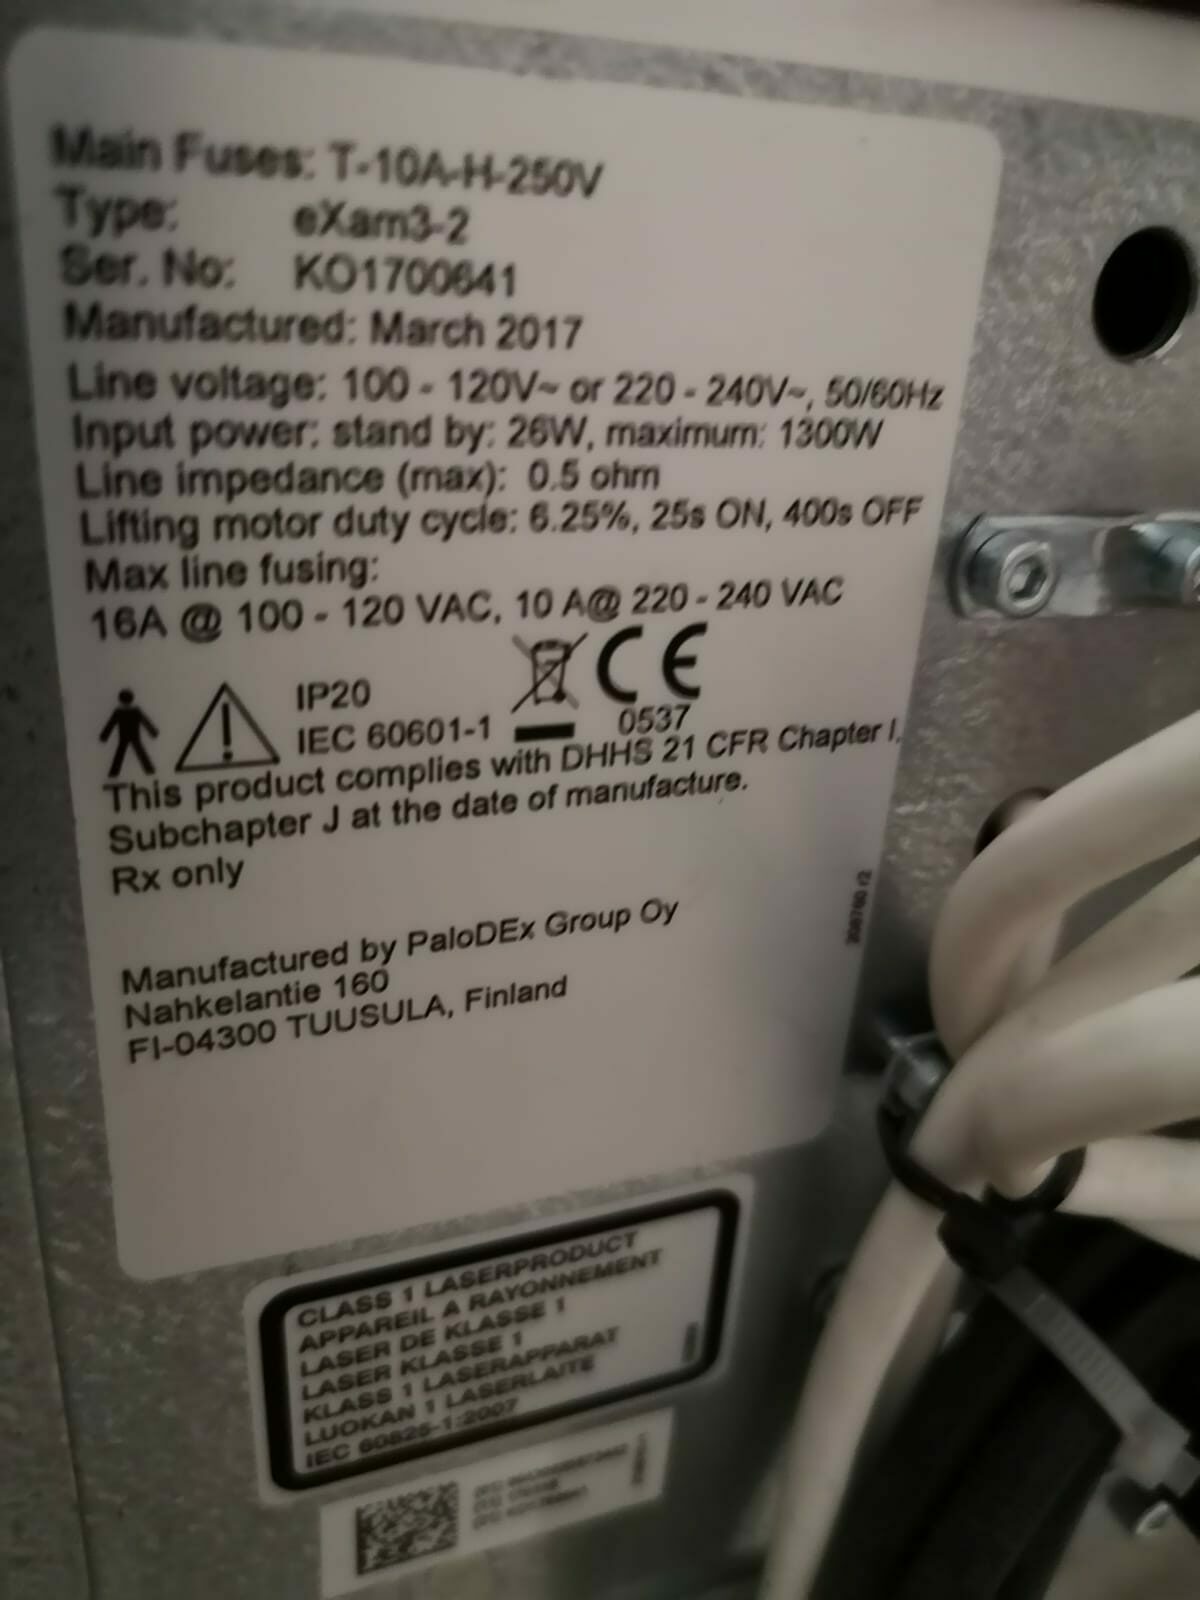 Main Fuses: T-10A-H-250V
Type: eXam3-2
Ser. No: KO1700641
Manufactured: March 2017
Line voltage: 100 - 120V~ or 220 - 240V~, 50/60Hz
Input power: stand by: 26W, maximum: 1300W
Line impedance (max): 0.5 ohm
Lifting motor duty cycle: 6.25%, 25s ON, 400s OFF
Max line fusing:
16A @ 100 - 120 VAC, 10 A@ 220 - 240 VAC
IP20
IEC 60601-1
CE
0537
This product complies with DHHS 21 CFR Chapter I,
Subchapter J at the date of manufacture.
Rx only
Manufactured by PaloDEx Group Oy
Nahkelantie 160
FI-04300 TUUSULA, Finland
CLASS 1 LASERPRODUCT
APPAREIL A RAYONNEMENT
LASER DE KLASSE 1
LASER KLASSE 1
KLASS 1 LASERAPPARAT
LUOKAN 1 LASERLAITE
IEC 60825-1:2007